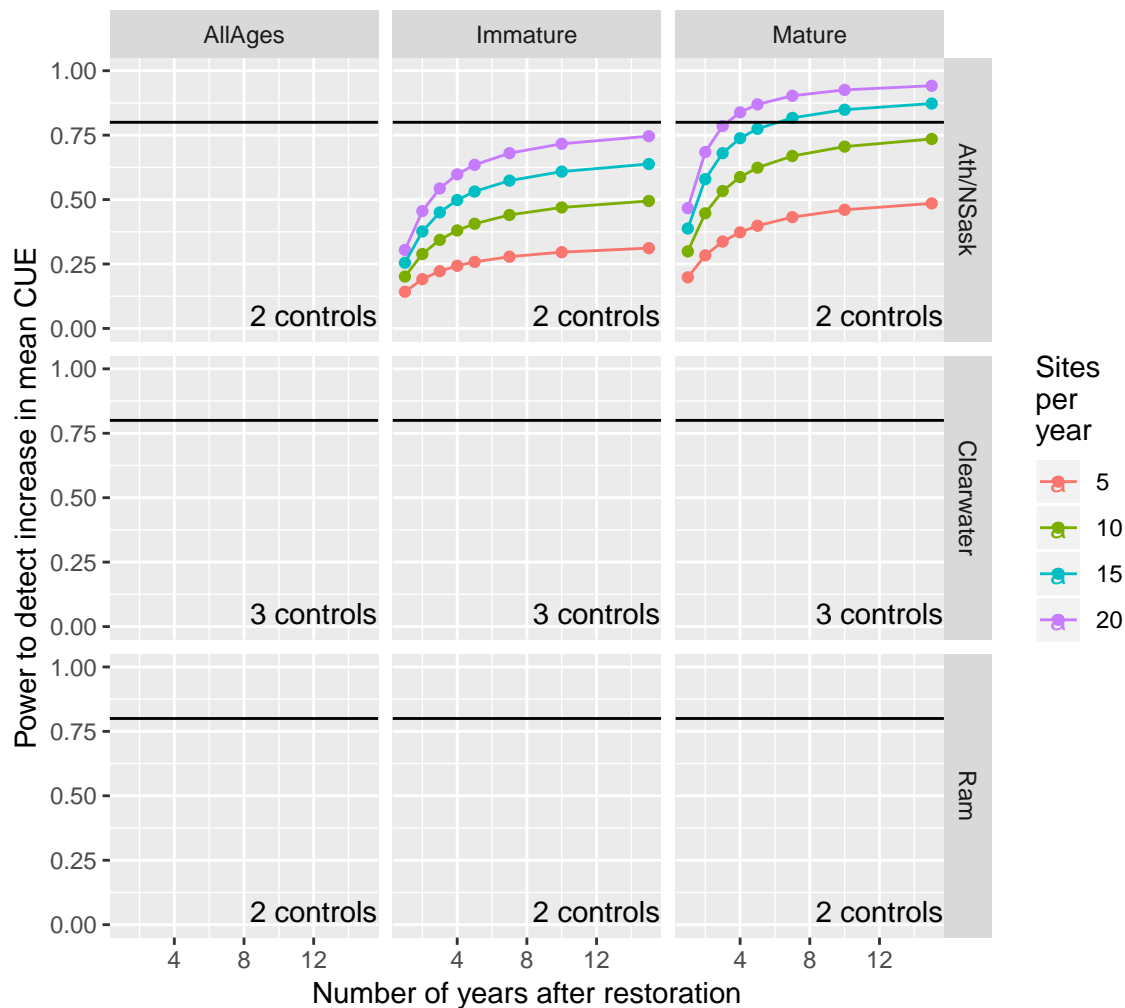 AllAges
Immature
Mature
1.00
0.75
0.50
0.25
0.00
2 controls
2 controls
2 controls
Ath/NSask
1.00
0.75
0.50
0.25
0.00
3 controls
3 controls
3 controls
Clearwater
1.00
0.75
0.50
0.25
0.00
2 controls
2 controls
2 controls
Ram
4 12
4 12
4 12
Number of years after restoration
Power to detect increase in mean CUE
Sites
per
year
a 5
a 10
a 15
a 20